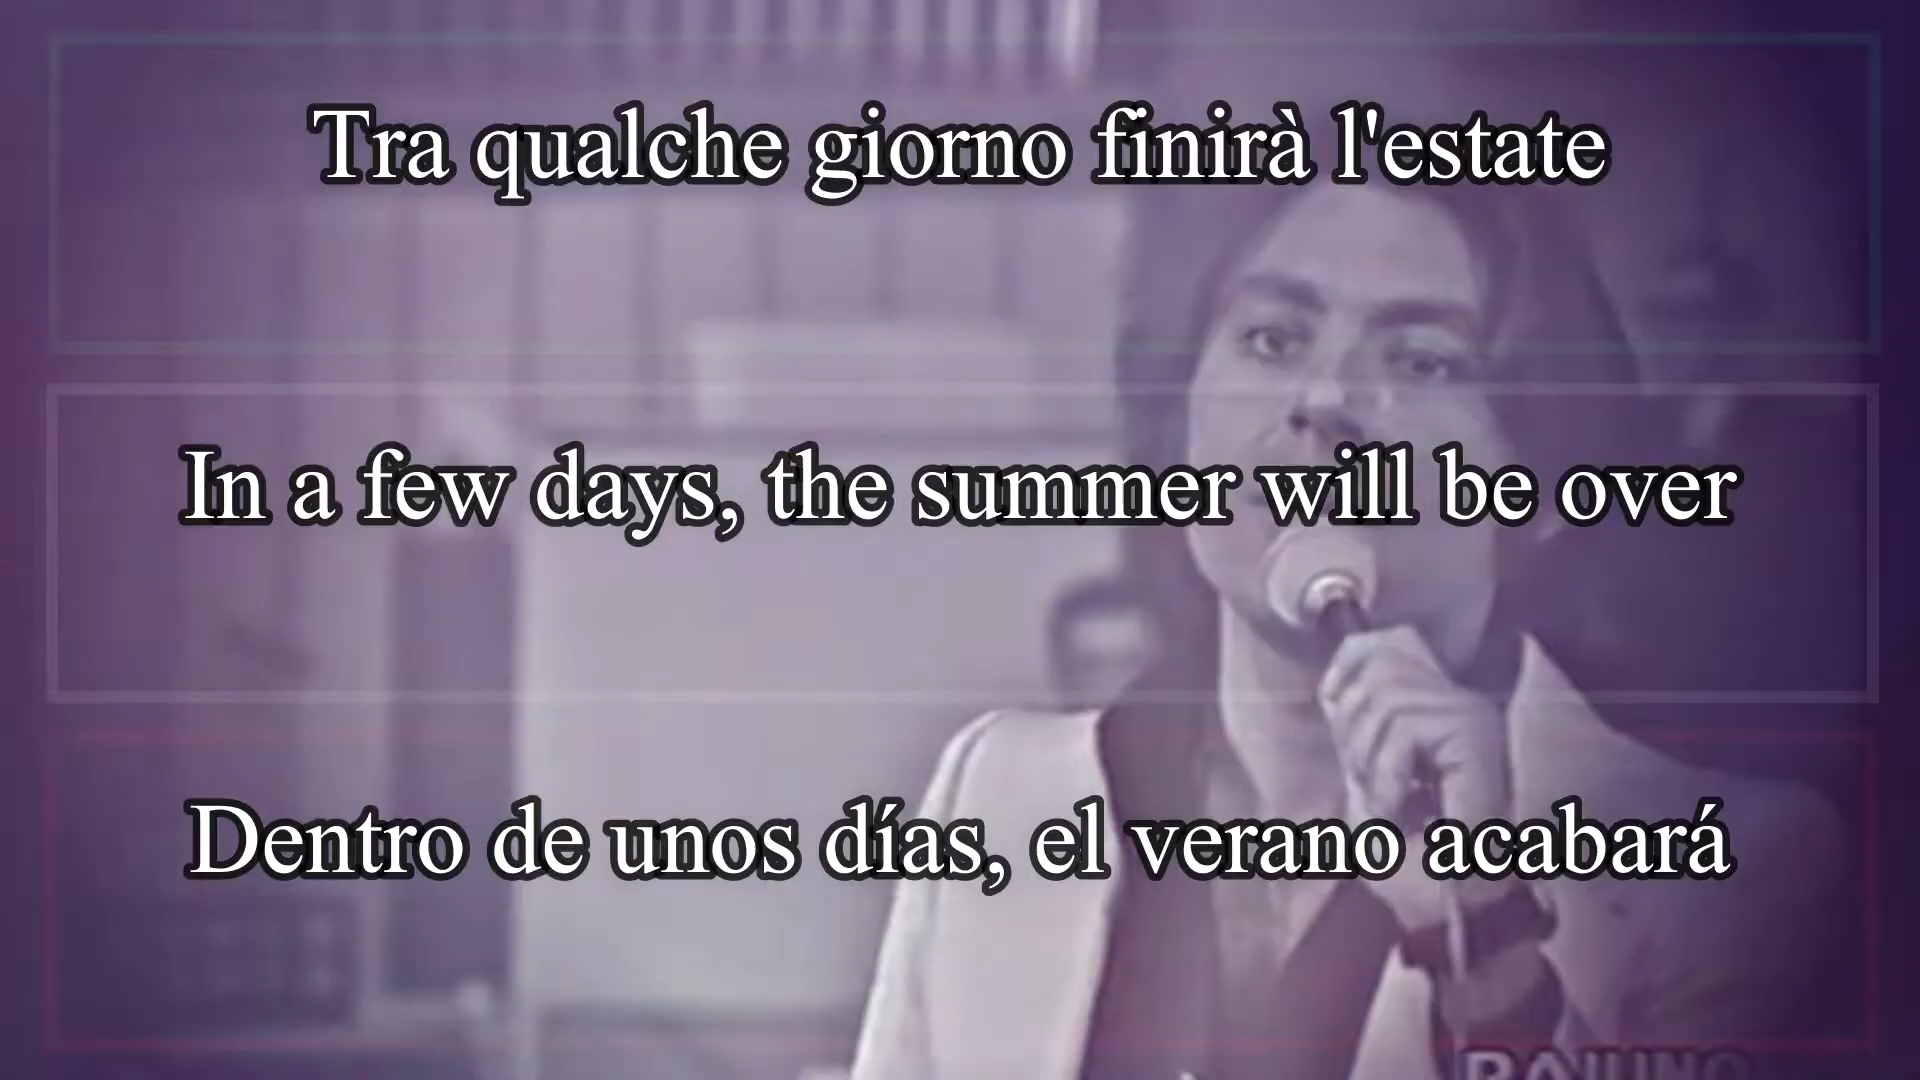 Tra qualche giorno finirà l'estate
In a few days, the summer will be over
Dentro de unos días, el verano acabará
RAIUNO